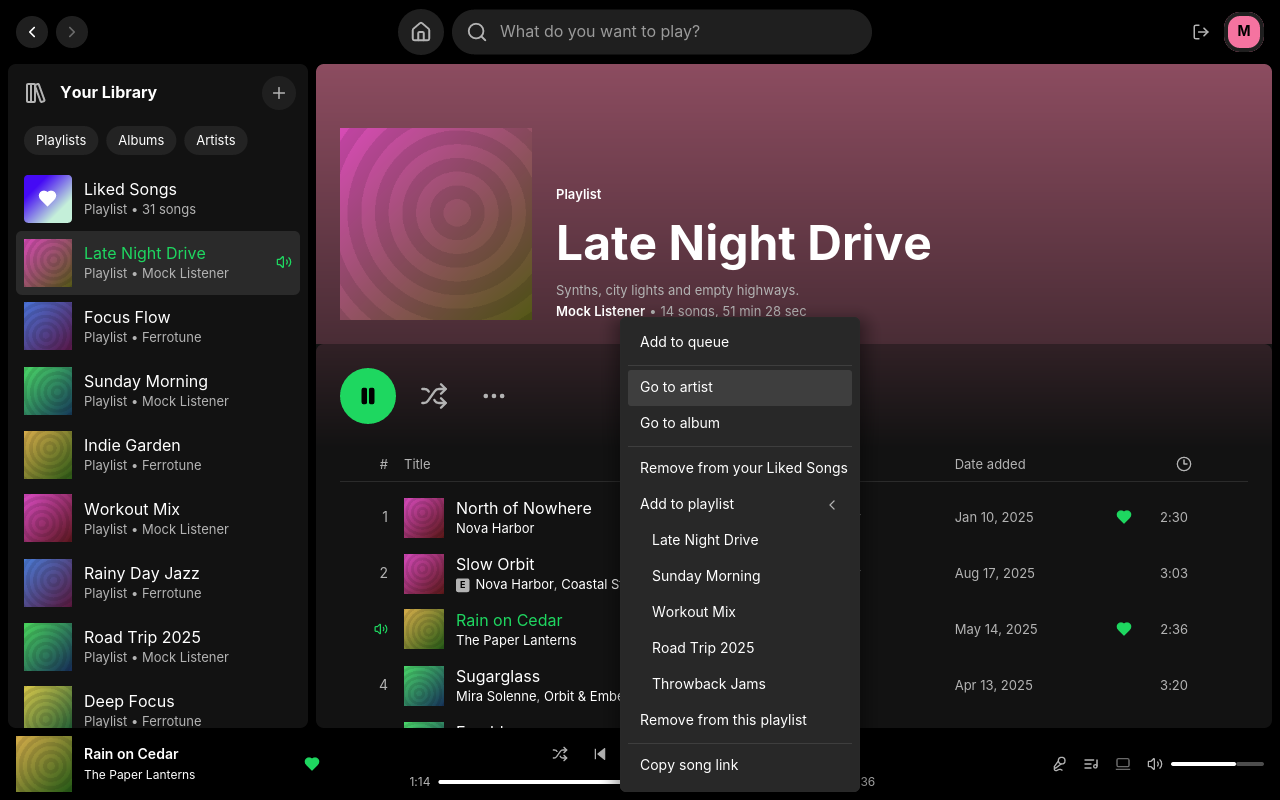 What do you want to play?
M
Your Library
Playlists
Albums
Artists
Liked Songs
Playlist • 31 songs
Late Night Drive
Playlist • Mock Listener
Focus Flow
Playlist • Ferrotune
Sunday Morning
Playlist • Mock Listener
Indie Garden
Playlist • Ferrotune
Workout Mix
Playlist • Mock Listener
Rainy Day Jazz
Playlist • Ferrotune
Road Trip 2025
Playlist • Mock Listener
Deep Focus
Playlist • Ferrotune
Playlist
Late Night Drive
Synths, city lights and empty highways.
Mock Listener • 14 songs, 51 min 28 sec
# Title Date added
1 North of Nowhere Jan 10, 2025 2:30
Nova Harbor
2 Slow Orbit Aug 17, 2025 3:03
E Nova Harbor, Coastal
Rain on Cedar May 14, 2025 2:36
The Paper Lanterns
4 Sugarglass Apr 13, 2025 3:20
Mira Solenne, Orbit &
Add to queue
Go to artist
Go to album
Remove from your Liked Songs
Add to playlist
Late Night Drive
Sunday Morning
Workout Mix
Road Trip 2025
Throwback Jams
Remove from this playlist
Copy song link
Rain on Cedar
The Paper Lanterns
1:14
36